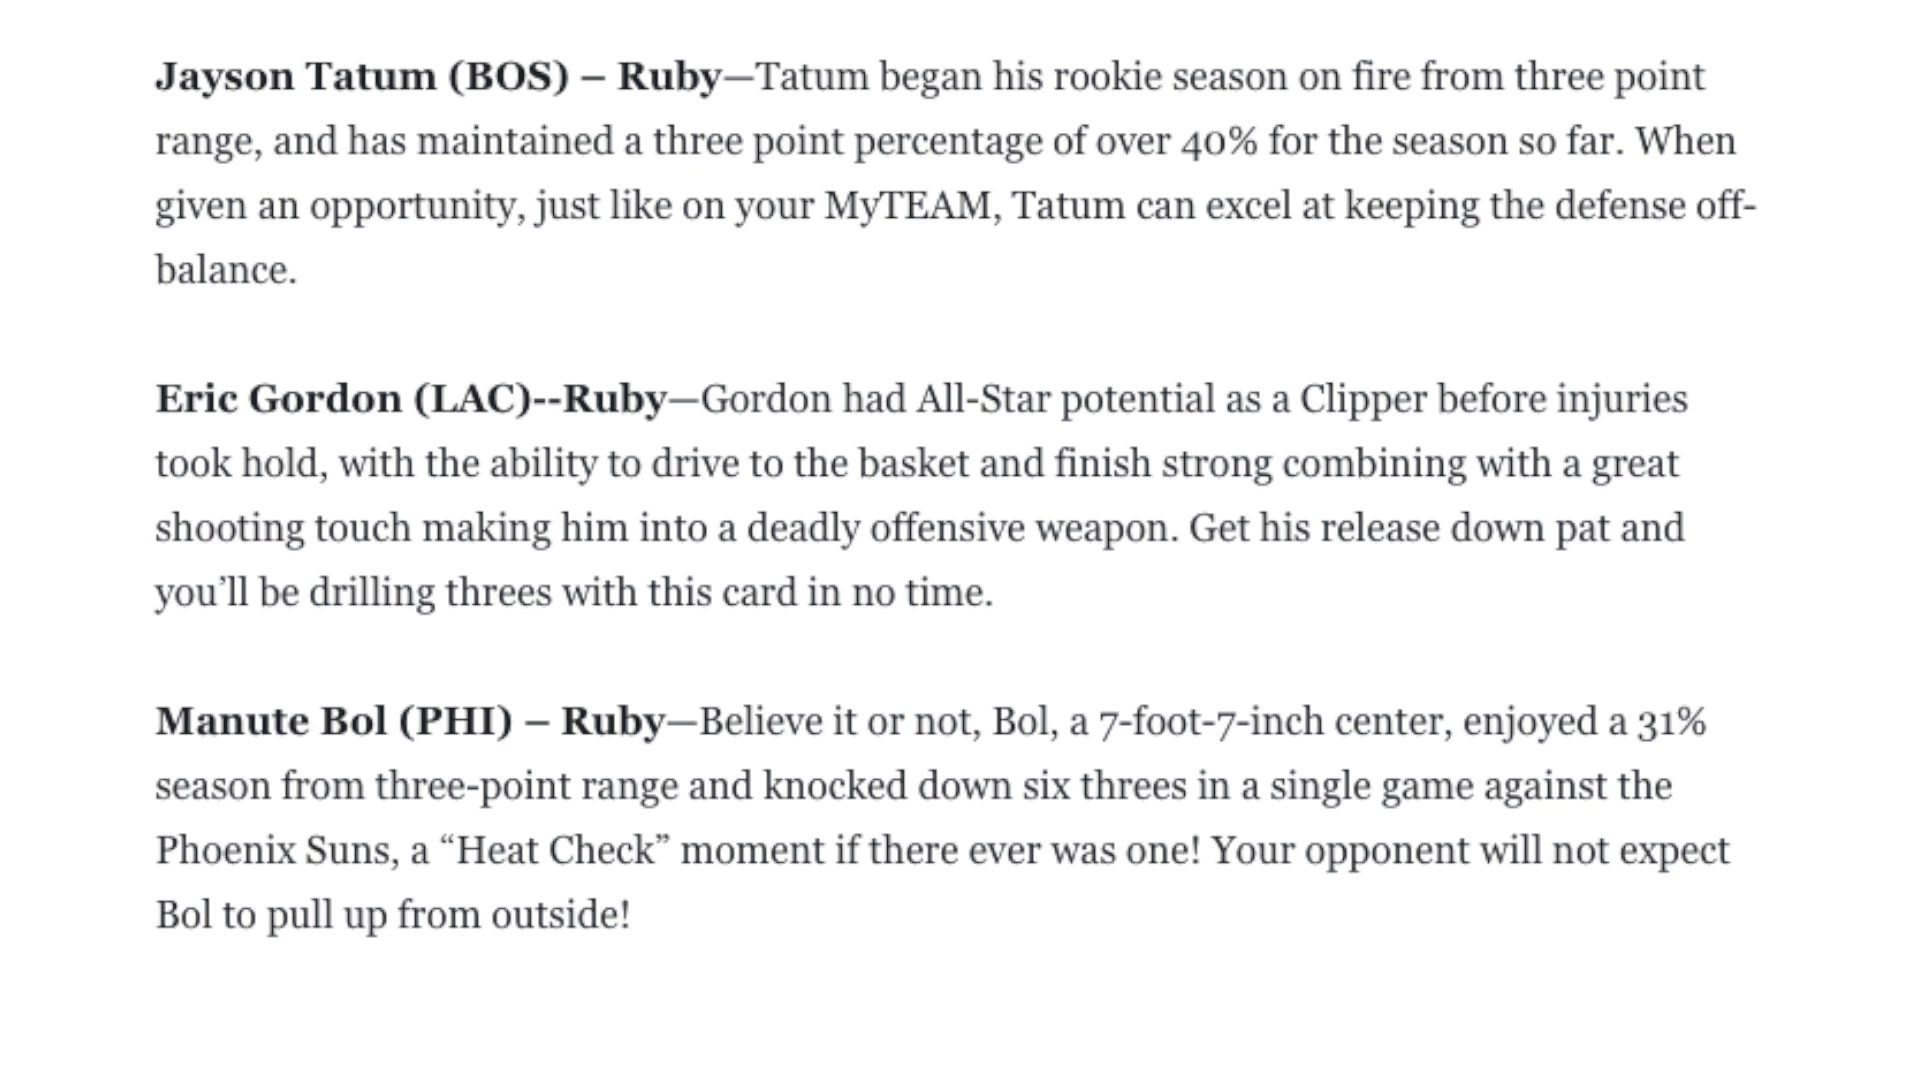 Jayson Tatum (BOS) – Ruby—Tatum began his rookie season on fire from three point
range, and has maintained a three point percentage of over 40% for the season so far. When
given an opportunity, just like on your MyTEAM, Tatum can excel at keeping the defense off-
balance.
Eric Gordon (LAC)--Ruby—Gordon had All-Star potential as a Clipper before injuries
took hold, with the ability to drive to the basket and finish strong combining with a great
shooting touch making him into a deadly offensive weapon. Get his release down pat and
you’ll be drilling threes with this card in no time.
Manute Bol (PHI) – Ruby—Believe it or not, Bol, a 7-foot-7-inch center, enjoyed a 31%
season from three-point range and knocked down six threes in a single game against the
Phoenix Suns, a “Heat Check” moment if there ever was one! Your opponent will not expect
Bol to pull up from outside!